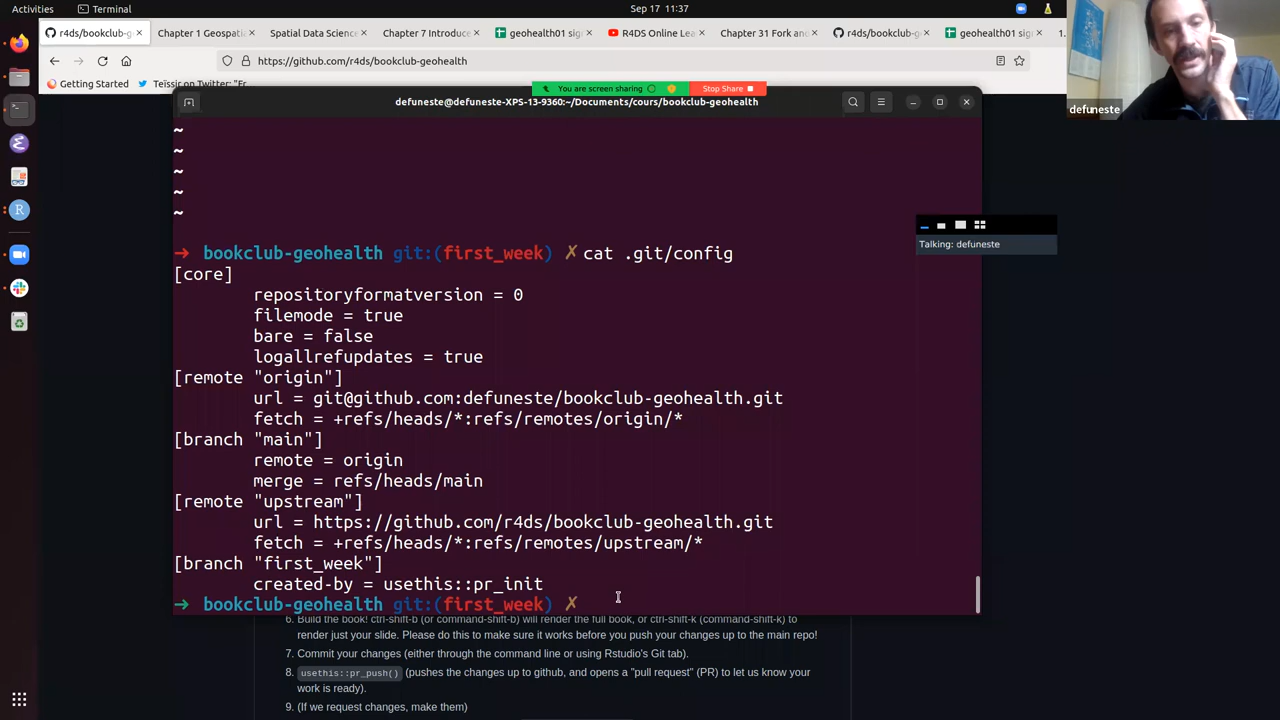 Activities
Terminal
Sep 17 11:37
r4ds/bookclub-g
Chapter 1 Geospati
Spatial Data Scienc
Chapter 7 Introduce
geohealth01 sig
R4DS Online Lea
Chapter 31 Fork an
r4ds/bookclub-g
geohealth01 sig
1.
https://github.com/r4ds/bookclub-geohealth
Getting Started
Teïssir on Twitter: "Fr
You are screen sharing
Stop Share
defuneste@defuneste-XPS-13-9360:~/Documents/cours/bookclub-geohealth
defuneste
Talking: defuneste
~
~
~
~
~
➜ bookclub-geohealth git:(first_week) ✗ cat .git/config
[core]
repositoryformatversion = 0
filemode = true
bare = false
logallrefupdates = true
[remote "origin"]
url = git@github.com:defuneste/bookclub-geohealth.git
fetch = +refs/heads/*:refs/remotes/origin/*
[branch "main"]
remote = origin
merge = refs/heads/main
[remote "upstream"]
url = https://github.com/r4ds/bookclub-geohealth.git
fetch = +refs/heads/*:refs/remotes/upstream/*
[branch "first_week"]
created-by = usethis::pr_init
➜ bookclub-geohealth git:(first_week) ✗
6. Build the book! ctrl-shift-b (or command-shift-b) will render the full book, or ctrl-shift-k (command-shift-k) to
render just your slide. Please do this to make sure it works before you push your changes up to the main repo!
7. Commit your changes (either through the command line or using Rstudio's Git tab).
8. usethis::pr_push() (pushes the changes up to github, and opens a "pull request" (PR) to let us know your
work is ready).
9. (If we request changes, make them)